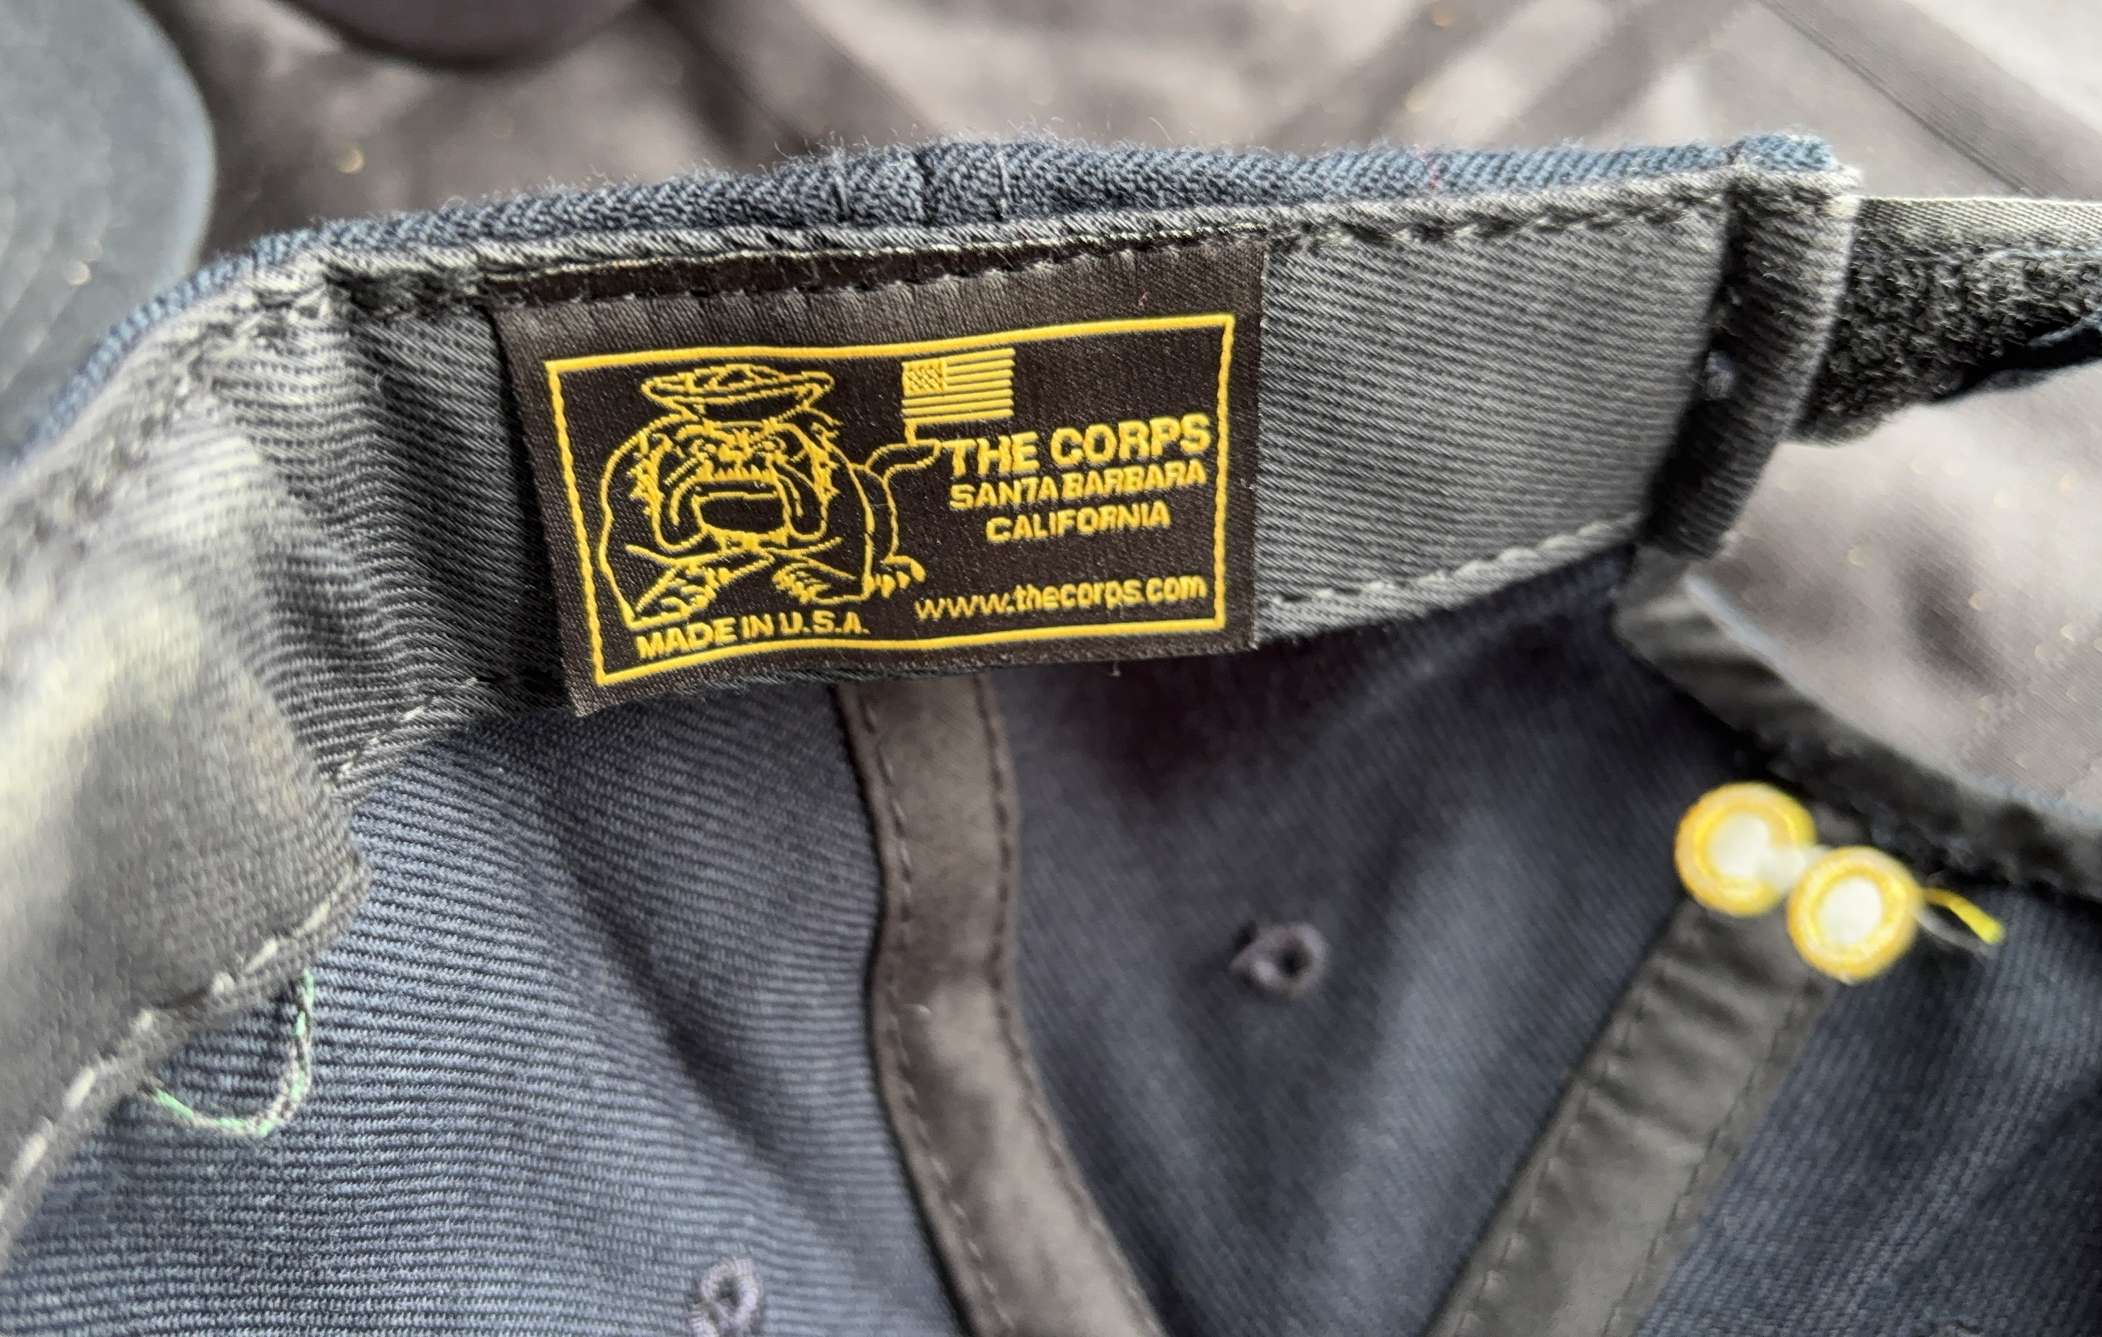 THE CORPS
SANTA BARBARA
CALIFORNIA
www.thecorps.com
MADE IN U.S.A.